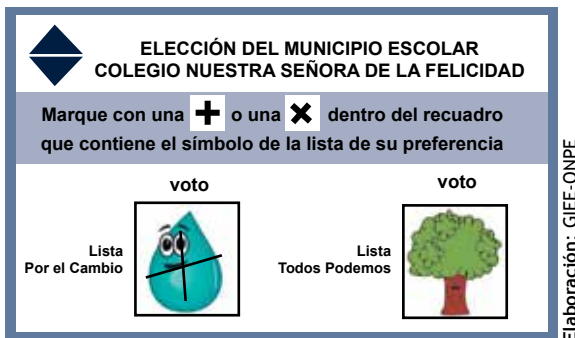 ELECCIÓN DEL MUNICIPIO ESCOLAR
COLEGIO NUESTRA SEÑORA DE LA FELICIDAD
Marque con una + o una × dentro del recuadro
que contiene el símbolo de la lista de su preferencia
voto
Lista
Por el Cambio
voto
Lista
Todos Podemos
Elaboración: GIEE-ONPE